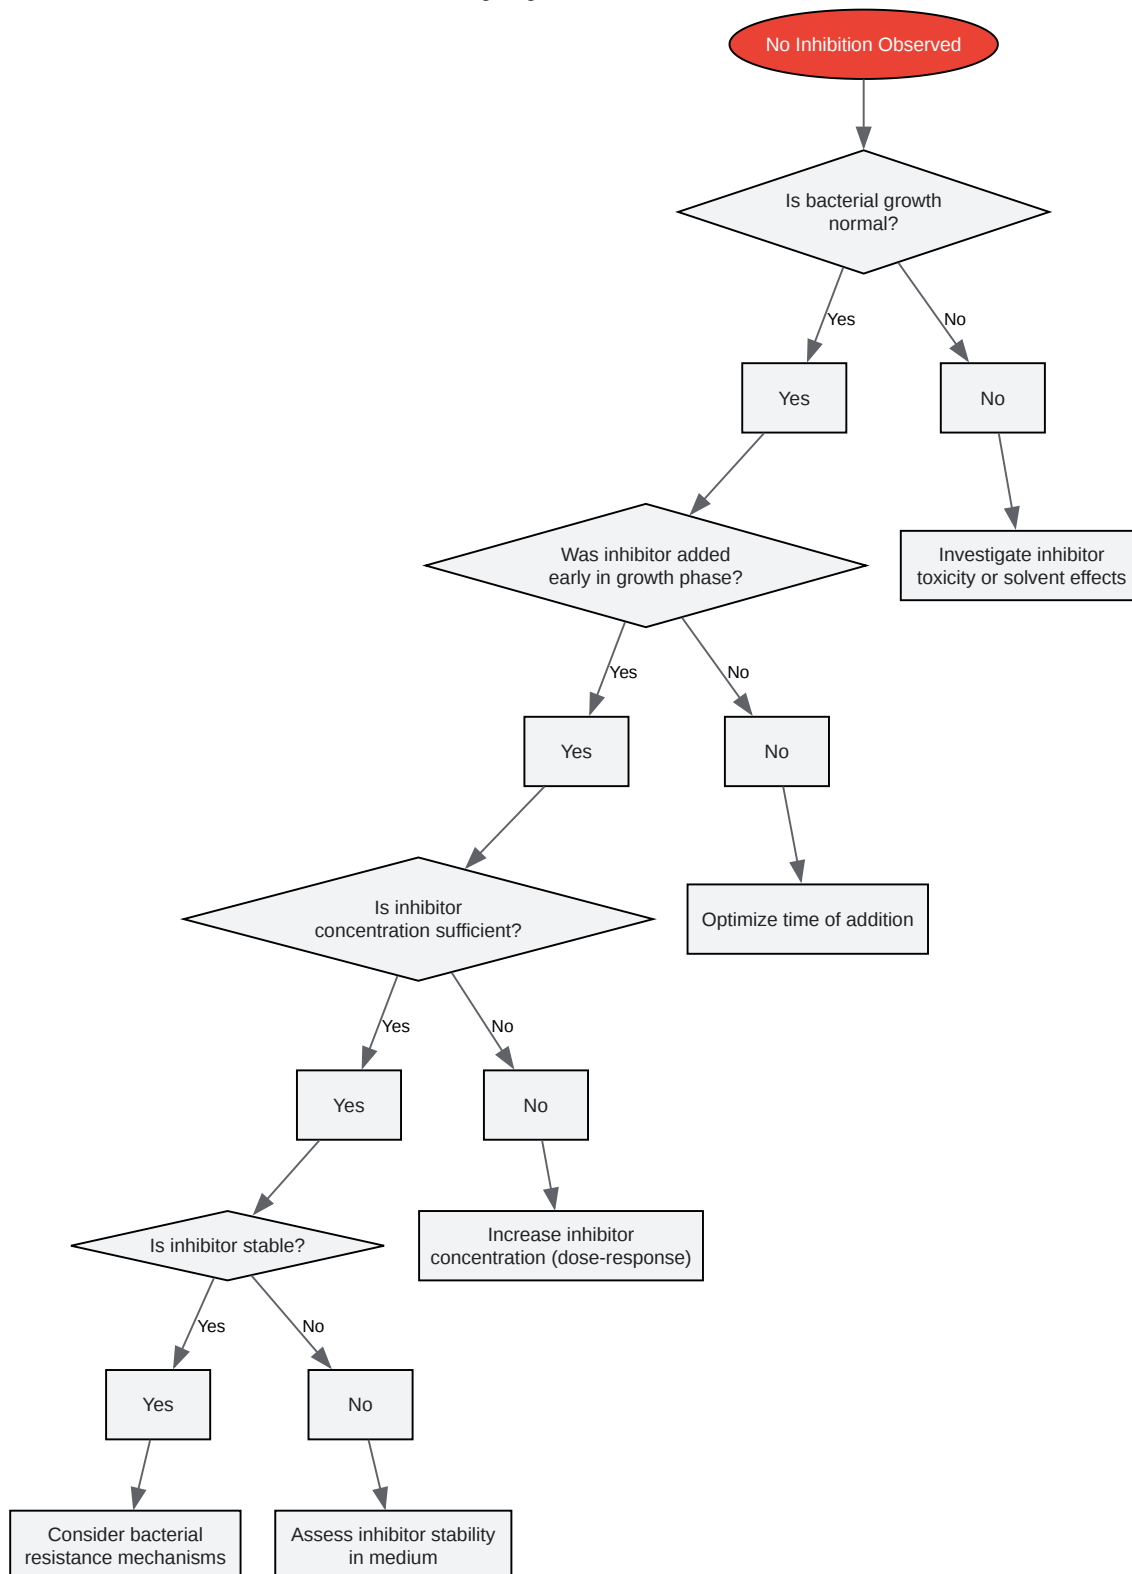 No Inhibition Observed
Is bacterial growth
normal?
Yes
No
Yes
No
Was inhibitor added
early in growth phase?
Investigate inhibitor
toxicity or solvent effects
Yes
No
Yes
No
Is inhibitor
concentration sufficient?
Optimize time of addition
Yes
No
Yes
No
Is inhibitor stable?
Increase inhibitor
concentration (dose-response)
Yes
No
Yes
No
Consider bacterial
resistance mechanisms
Assess inhibitor stability
in medium